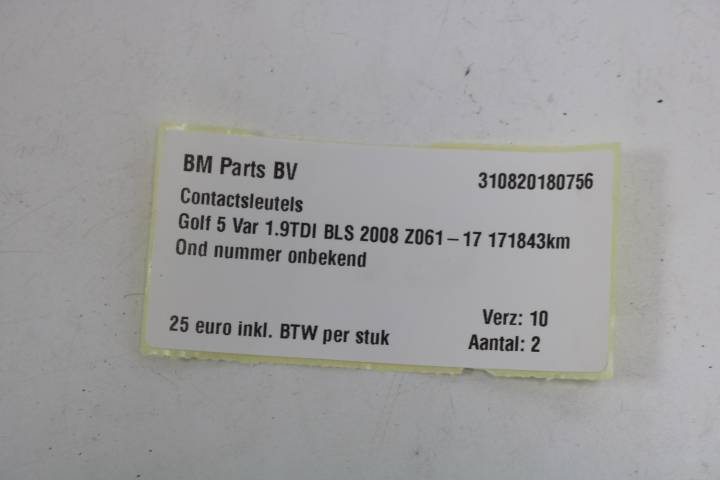 BM Parts BV 310820180756
Contactsleutels
Golf 5 Var 1.9TDI BLS 2008 Z061-17 171843km
Ond nummer onbekend
Verz: 10
25 euro inkl. BTW per stuk Aantal: 2